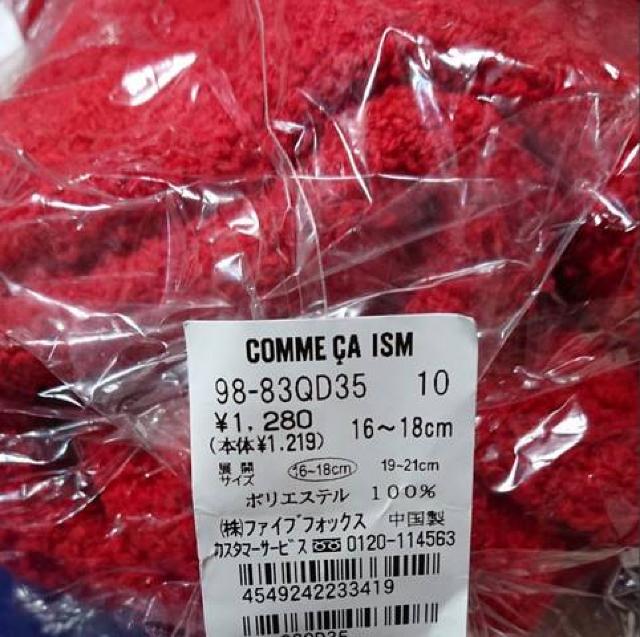 COMME ÇA ISM
98-83QD35 10
¥1,280
(本体¥1,219) 16〜18cm
展開サイズ 16~18cm 19~21cm
ポリエステル 100%
(株)ファイブフォックス 中国製
カスタマーサービス 0120-114563
4549242233419